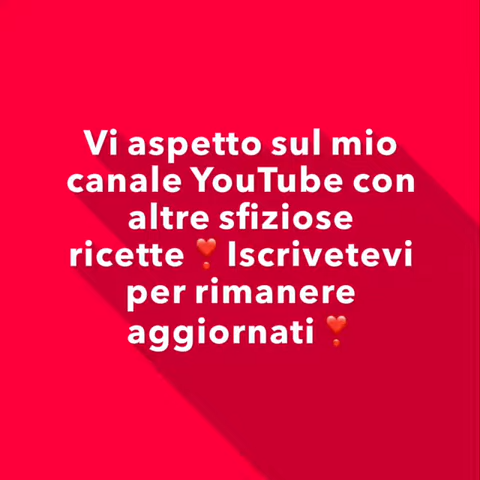 Vi aspetto sul mio
canale YouTube con
altre sfiziose
ricette❣️Iscrivetevi
per rimanere
aggiornati❣️